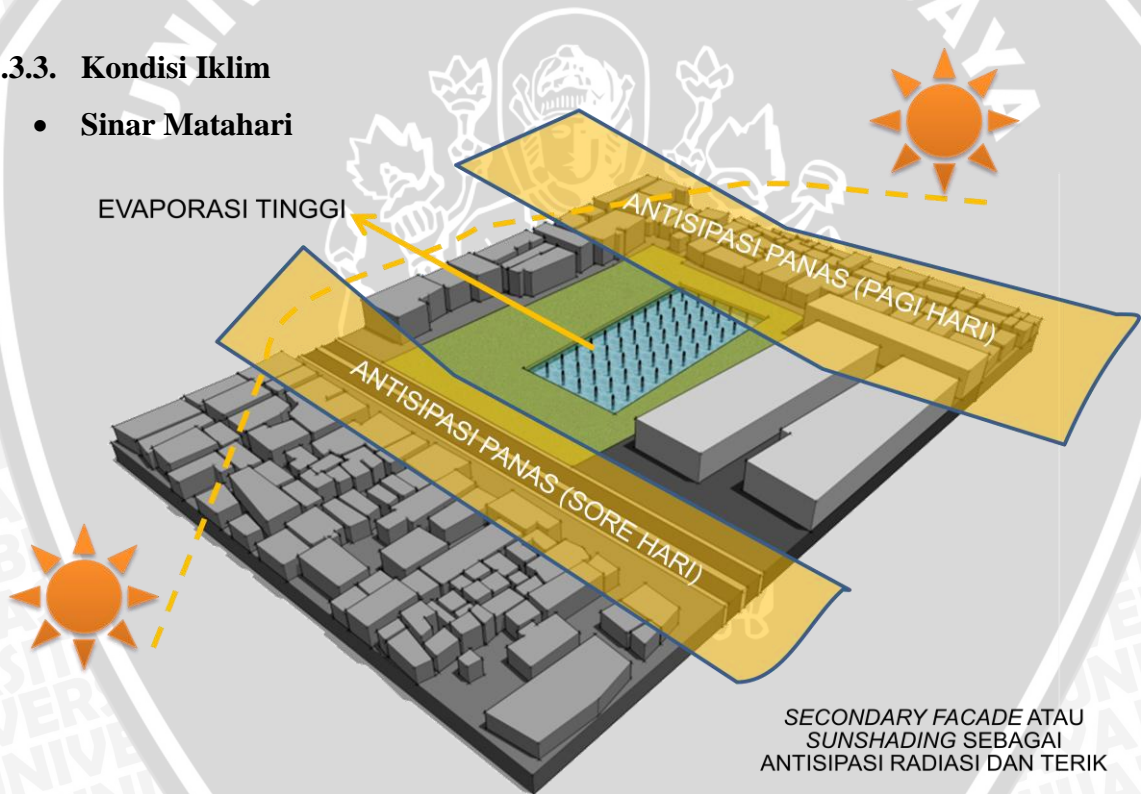 .3.3. Kondisi Iklim
• Sinar Matahari
EVAPORASI TINGGI
ANTISIPASI PANAS (PAGI HARI)
ANTISIPASI PANAS (SORE HARI)
SECONDARY FACADE ATAU
SUNSHADING SEBAGAI
ANTISIPASI RADIASI DAN TERIK